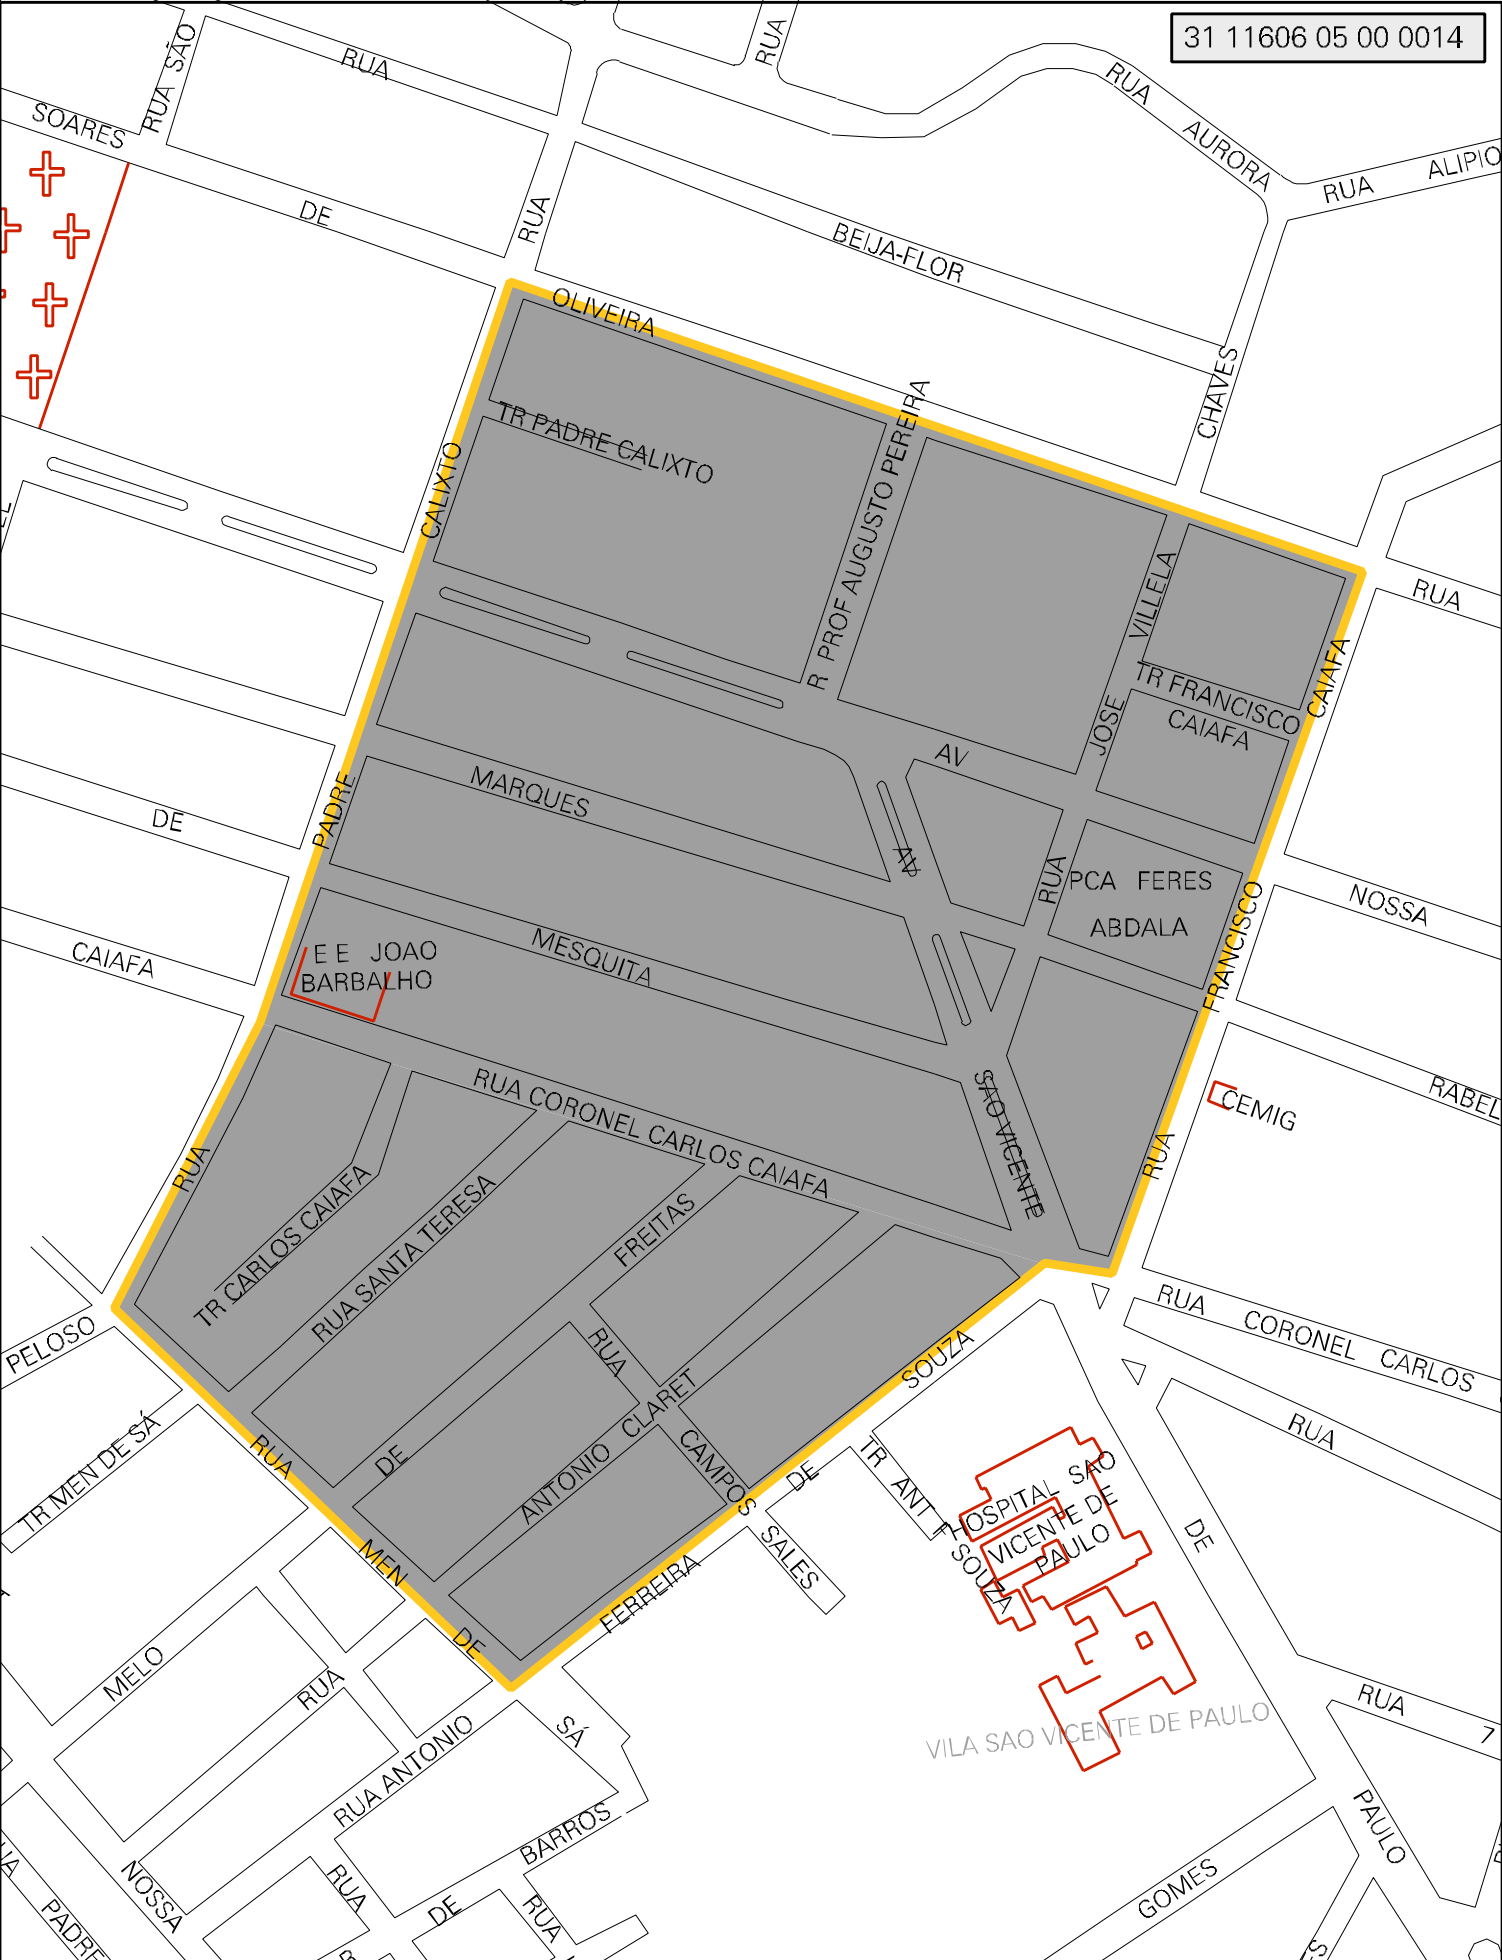 31 11606 05 00 0014
RUA
RUA SÃO
RUA
SOARES
DE
RUA
RUA
AURORA
RUA
ALIPIO
BEIJA-FLOR
OLIVEIRA
CHAVES
TR PADRE CALIXTO
CALIXTO
R PROF AUGUSTO PEREIRA
VILLELA
JOSE
RUA
TR FRANCISCO
CAIAFA
CAIAFA
RUA
AV
AV
MARQUES
PADRE
DE
PCA FERES
ABDALA
RUA
FRANCISCO
NOSSA
CAIAFA
E E JOAO
BARBALHO
MESQUITA
SAO VICENTE
RUA CORONEL CARLOS CAIAFA
RABEL
CEMIG
RUA
RUA
TR CARLOS CAIAFA
RUA SANTA TERESA
FREITAS
DE
RUA
CAMPOS
SALES
ANTONIO CLARET
SOUZA
DE
FERREIRA
RUA CORONEL CARLOS
RUA
PELOSO
TR MEN DE SÁ
RUA
MEN
DE
SÁ
TR ANT F
SOUZA
HOSPITAL SAO
VICENTE DE
PAULO
DE
VILA SAO VICENTE DE PAULO
RUA 7
PAULO
MELO
RUA
RUA ANTONIO
BARROS
DE
RUA
RUA
NOSSA
PADRE
GOMES